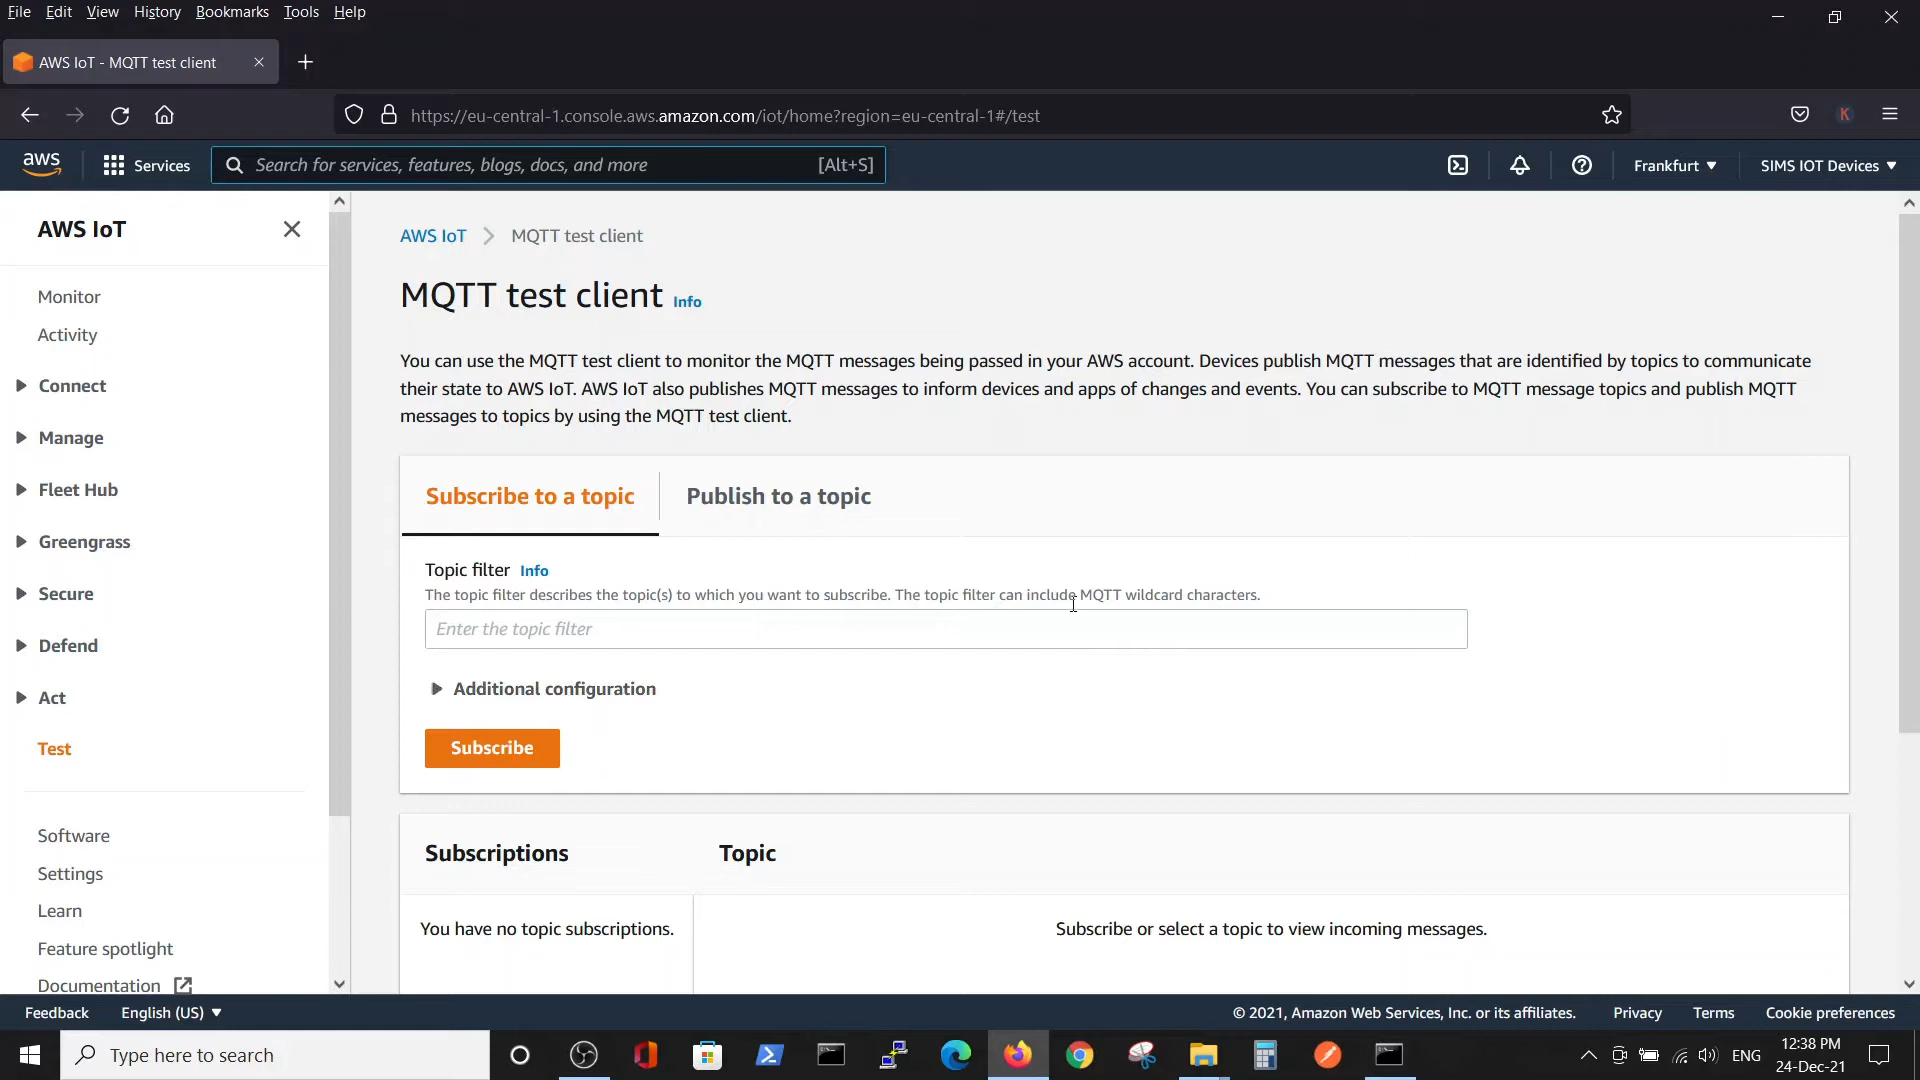 File Edit View History Bookmarks Tools Help
AWS IoT - MQTT test client
https://eu-central-1.console.aws.amazon.com/iot/home?region=eu-central-1#/test
K
aws Services Search for services, features, blogs, docs, and more [Alt+S] Frankfurt SIMS IOT Devices
AWS IoT
Monitor
Activity
Connect
Manage
Fleet Hub
Greengrass
Secure
Defend
Act
Test
Software
Settings
Learn
Feature spotlight
Documentation
AWS IoT MQTT test client
MQTT test client Info
You can use the MQTT test client to monitor the MQTT messages being passed in your AWS account. Devices publish MQTT messages that are identified by topics to communicate
their state to AWS IoT. AWS IoT also publishes MQTT messages to inform devices and apps of changes and events. You can subscribe to MQTT message topics and publish MQTT
messages to topics by using the MQTT test client.
Subscribe to a topic Publish to a topic
Topic filter Info
The topic filter describes the topic(s) to which you want to subscribe. The topic filter can include MQTT wildcard characters.
Enter the topic filter
Additional configuration
Subscribe
Subscriptions Topic
You have no topic subscriptions. Subscribe or select a topic to view incoming messages.
Feedback English (US) © 2021, Amazon Web Services, Inc. or its affiliates. Privacy Terms Cookie preferences
Type here to search ENG 12:38 PM
24-Dec-21